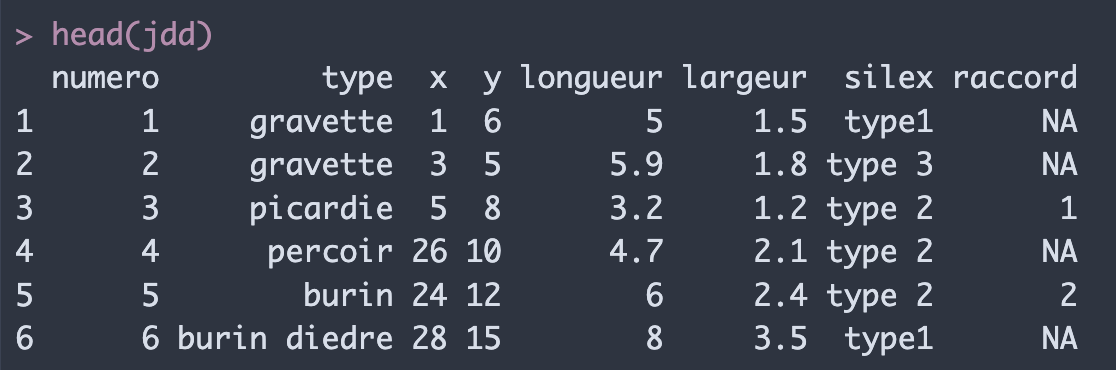 > head(jdd)
numero type x y longueur largeur silex raccord
1 1 gravette 1 6 5 1.5 type1 NA
2 2 gravette 3 5 5.9 1.8 type 3 NA
3 3 picardie 5 8 3.2 1.2 type 2 1
4 4 percoir 26 10 4.7 2.1 type 2 NA
5 5 burin 24 12 6 2.4 type 2 2
6 6 burin diedre 28 15 8 3.5 type1 NA